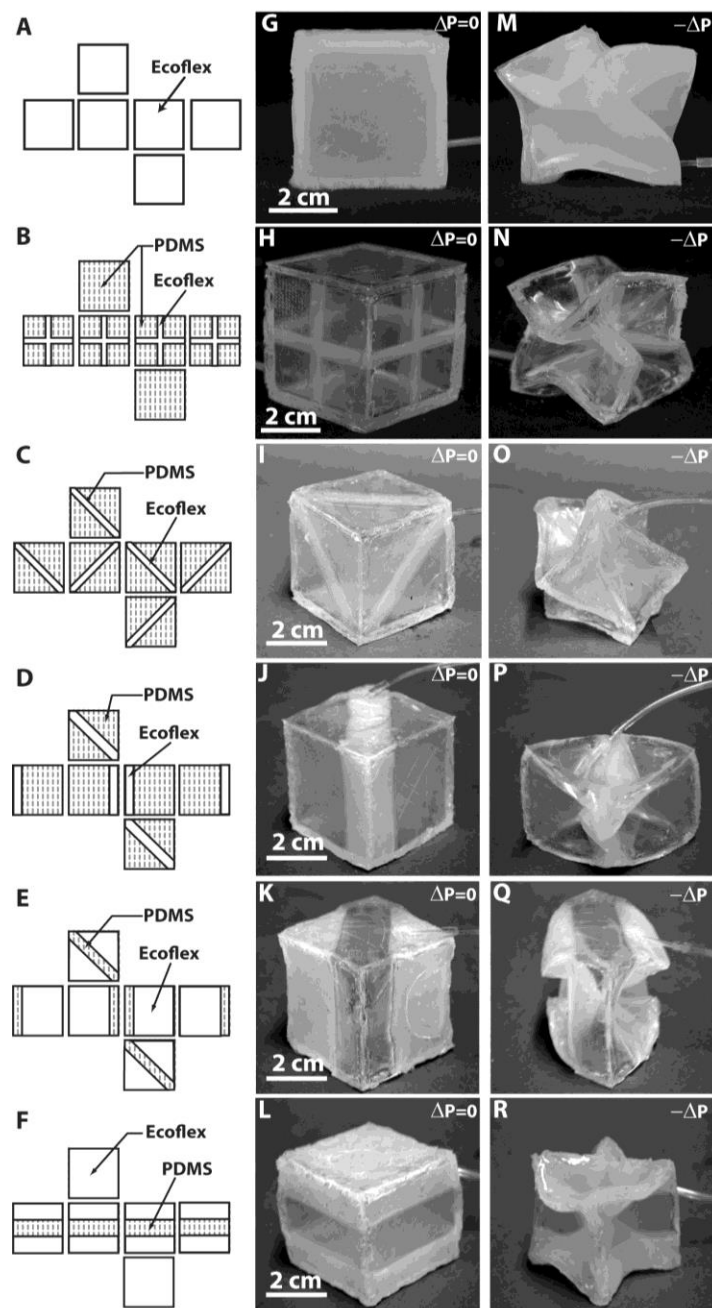 A
Ecoflex
G
ΔP=0
2 cm
M
−ΔP
B
PDMS
Ecoflex
H
ΔP=0
2 cm
N
−ΔP
C
PDMS
Ecoflex
I
ΔP=0
2 cm
O
−ΔP
D
PDMS
Ecoflex
J
ΔP=0
2 cm
P
−ΔP
E
PDMS
Ecoflex
K
ΔP=0
2 cm
Q
−ΔP
F
Ecoflex
PDMS
L
ΔP=0
2 cm
R
−ΔP